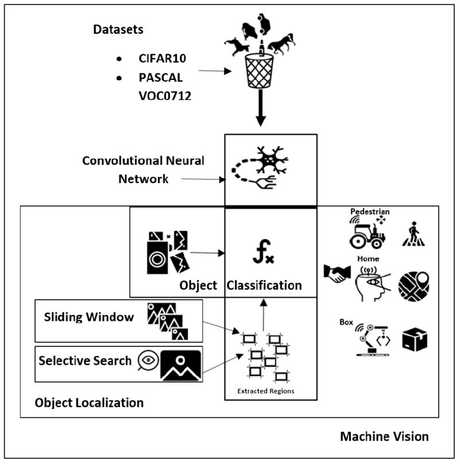 Datasets
• CIFAR10
• PASCAL
VOC0712
Convolutional Neural
Network
Pedestrian
fx
Home
Object Classification
Sliding Window
Box
Selective Search
Extracted Regions
Object Localization
Machine Vision